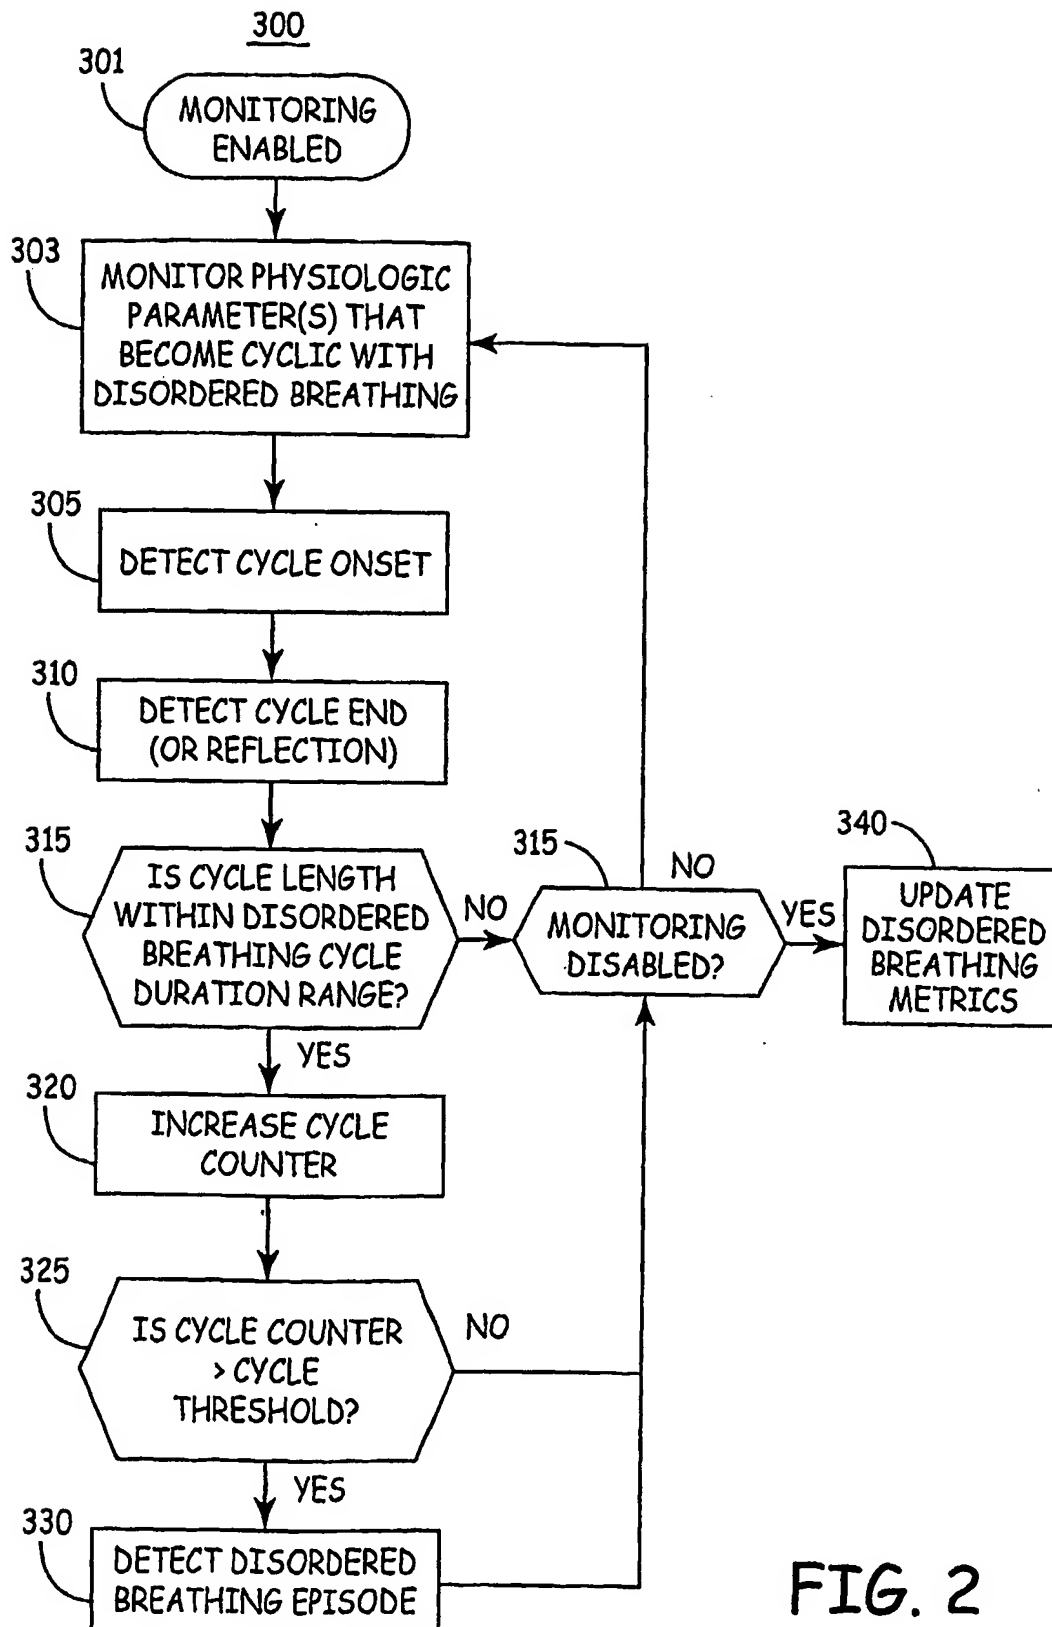 300
301
MONITORING
ENABLED
303
MONITOR PHYSIOLOGIC
PARAMETER(S) THAT
BECOME CYCLIC WITH
DISORDERED BREATHING
305
DETECT CYCLE ONSET
310
DETECT CYCLE END
(OR REFLECTION)
315
IS CYCLE LENGTH
WITHIN DISORDERED
BREATHING CYCLE
DURATION RANGE?
NO
315
MONITORING
DISABLED?
NO
YES
340
UPDATE
DISORDERED
BREATHING
METRICS
YES
320
INCREASE CYCLE
COUNTER
325
IS CYCLE COUNTER
> CYCLE
THRESHOLD?
NO
YES
330
DETECT DISORDERED
BREATHING EPISODE
FIG. 2